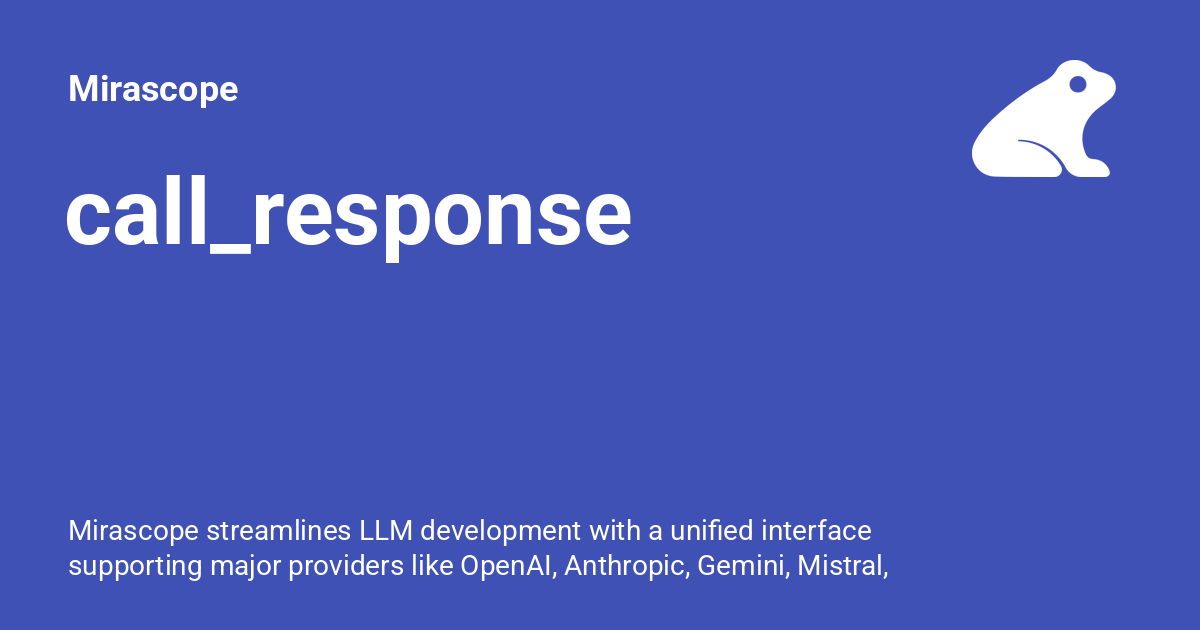 Mirascope
call_response
Mirascope streamlines LLM development with a unified interface
supporting major providers like OpenAI, Anthropic, Gemini, Mistral,